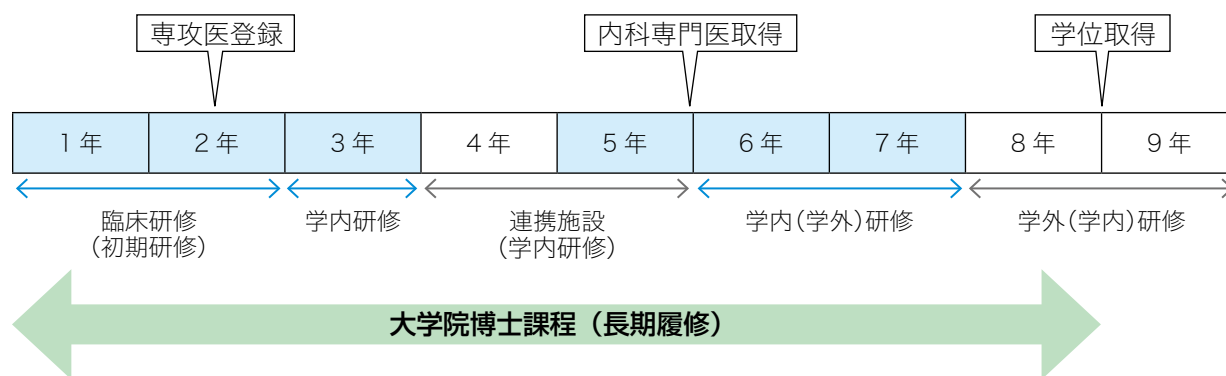 専攻医登録
内科専門医取得
学位取得
1年
2年
3年
4年
5年
6年
7年
8年
9年
臨床研修
(初期研修)
学内研修
連携施設
(学内研修)
学内(学外)研修
学外(学内)研修
大学院博士課程（長期履修）